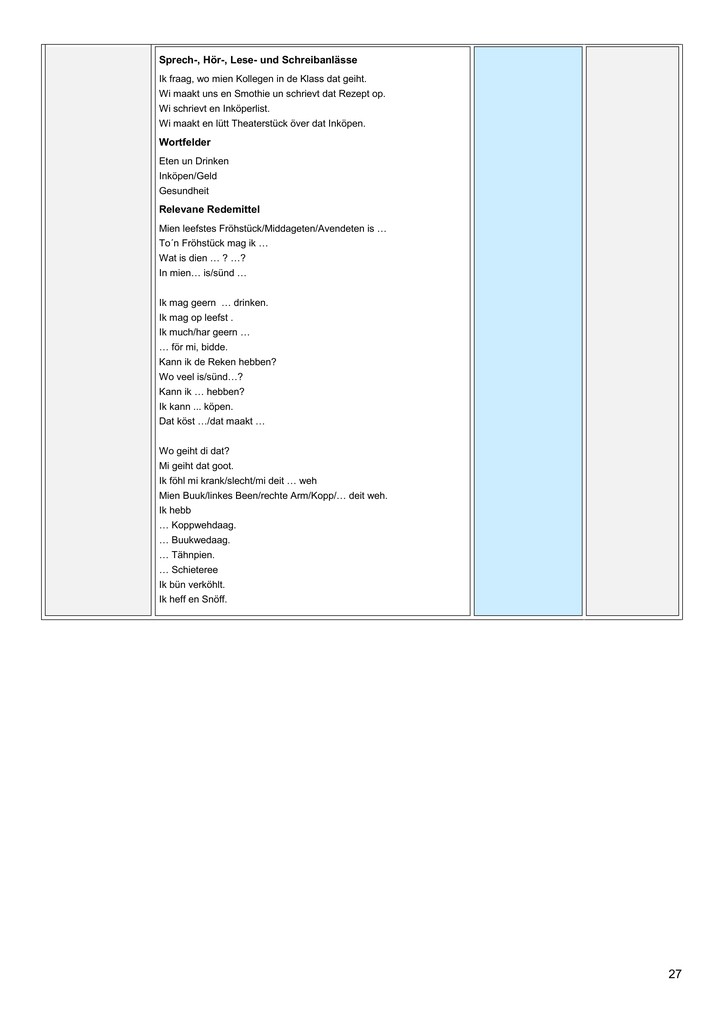 Sprech-, Hör-, Lese- und Schreibanlässe
Ik fraag, wo mien Kollegen in de Klass dat geiht.
Wi maakt uns en Smothie un schrievt dat Rezept op.
Wi schrievt en Inköperlist.
Wi maakt en lütt Theaterstück över dat Inköpen.
Wortfelder
Eten un Drinken
Inköpen/Geld
Gesundheit
Relevane Redemittel
Mien leefstes Fröhstück/Middageten/Avendeten is …
To´n Fröhstück mag ik …
Wat is dien … ? …?
In mien… is/sünd …
Ik mag geern  … drinken.
Ik mag op leefst .
Ik much/har geern …
… för mi, bidde.
Kann ik de Reken hebben?
Wo veel is/sünd…?
Kann ik … hebben?
Ik kann ... köpen.
Dat köst …/dat maakt …
Wo geiht di dat?
Mi geiht dat goot.
Ik föhl mi krank/slecht/mi deit … weh
Mien Buuk/linkes Been/rechte Arm/Kopp/… deit weh.
Ik hebb
… Koppwehdaag.
… Buukwedaag.
… Tähnpien.
… Schieteree
Ik bün verköhlt.
Ik heff en Snöff.
27